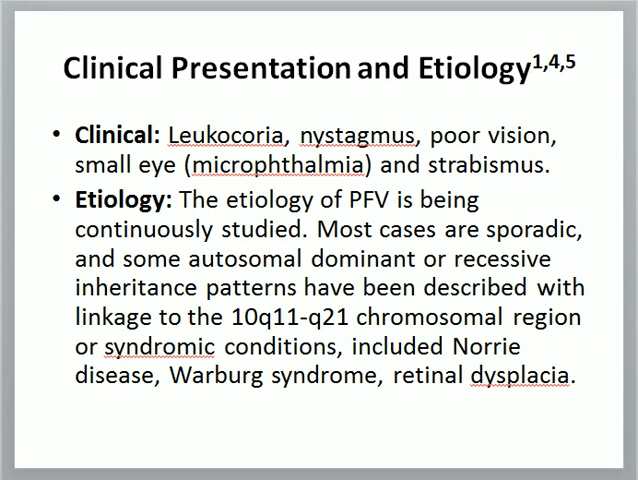 Clinical Presentation and Etiology1,4,5
• Clinical: Leukocoria, nystagmus, poor vision,
small eye (microphthalmia) and strabismus.
• Etiology: The etiology of PFV is being
continuously studied. Most cases are sporadic,
and some autosomal dominant or recessive
inheritance patterns have been described with
linkage to the 10q11-q21 chromosomal region
or syndromic conditions, included Norrie
disease, Warburg syndrome, retinal dysplacia.